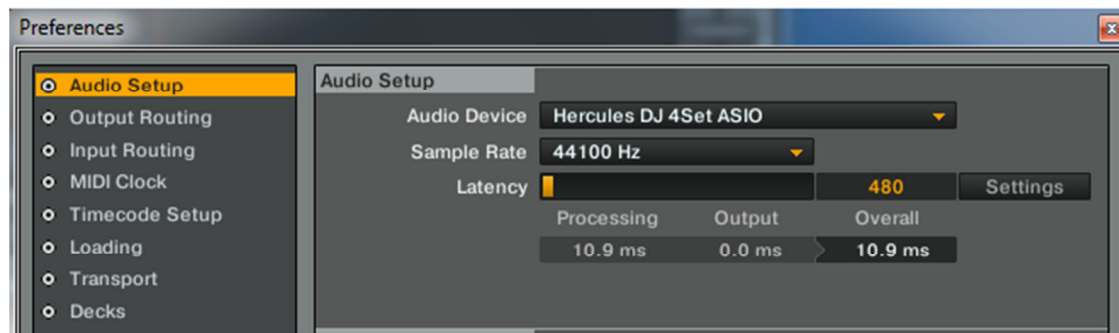 Preferences
Audio Setup
Output Routing
Input Routing
MIDI Clock
Timecode Setup
Loading
Transport
Decks
Audio Setup
Audio Device Hercules DJ 4Set ASIO
Sample Rate 44100 Hz
Latency 480 Settings
Processing Output Overall
10.9 ms 0.0 ms 10.9 ms